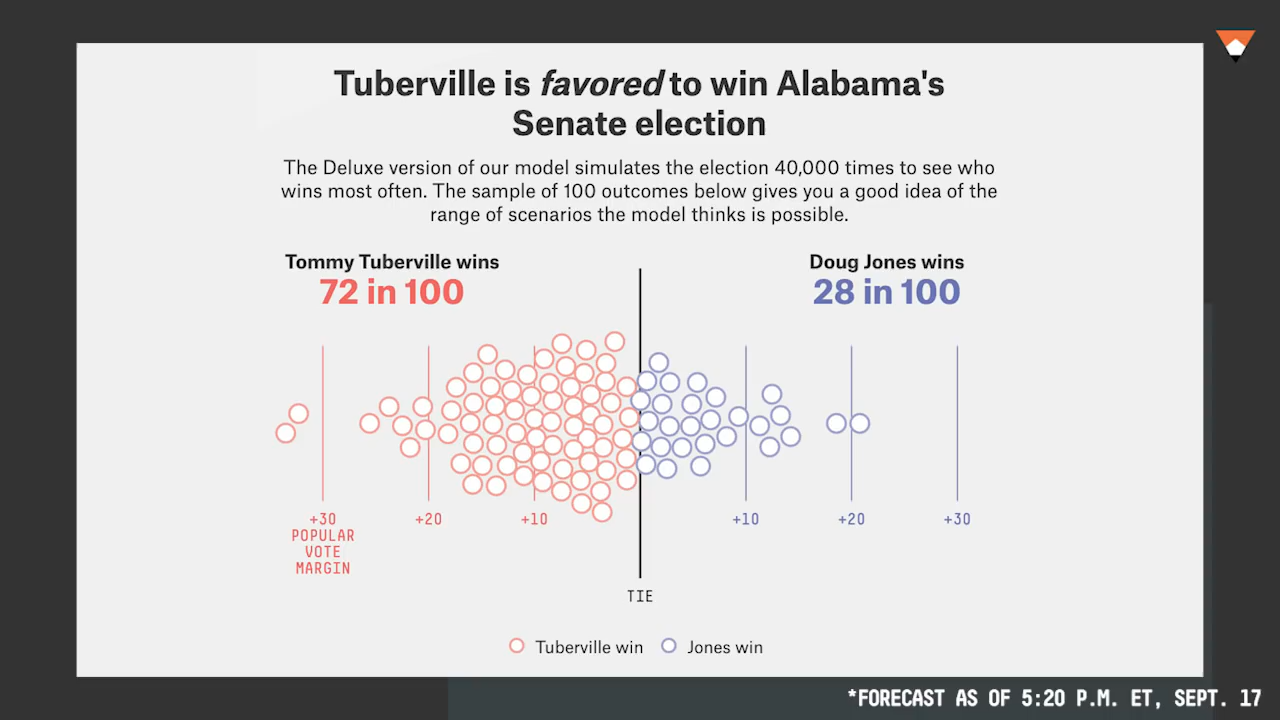 Tuberville is favored to win Alabama's
Senate election
The Deluxe version of our model simulates the election 40,000 times to see who
wins most often. The sample of 100 outcomes below gives you a good idea of the
range of scenarios the model thinks is possible.
Tommy Tuberville wins
72 in 100
Doug Jones wins
28 in 100
+30
+20
+10
+10
+20
+30
POPULAR
VOTE
MARGIN
TIE
Tuberville win
Jones win
*FORECAST AS OF 5:20 P.M. ET, SEPT. 17